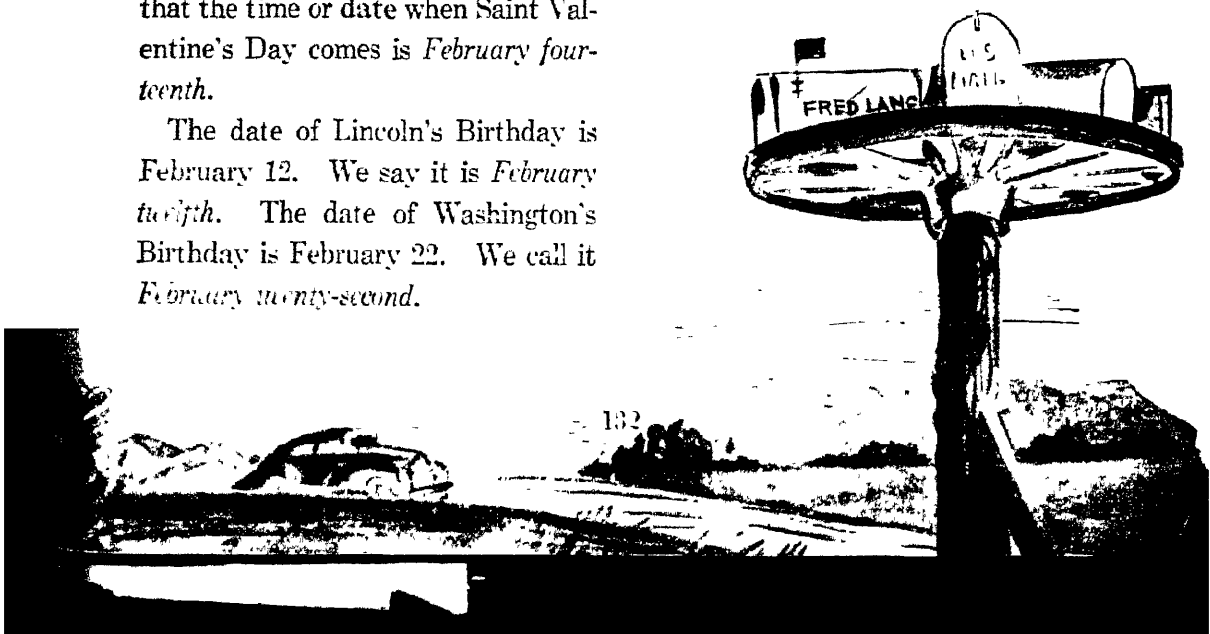 that the time or date when Saint Val-
entine's Day comes is February four-
teenth.
The date of Lincoln's Birthday is
February 12. We say it is February
twelfth. The date of Washington's
Birthday is February 22. We call it
February twenty-second.
FRED LANG
U S
MAIL
132